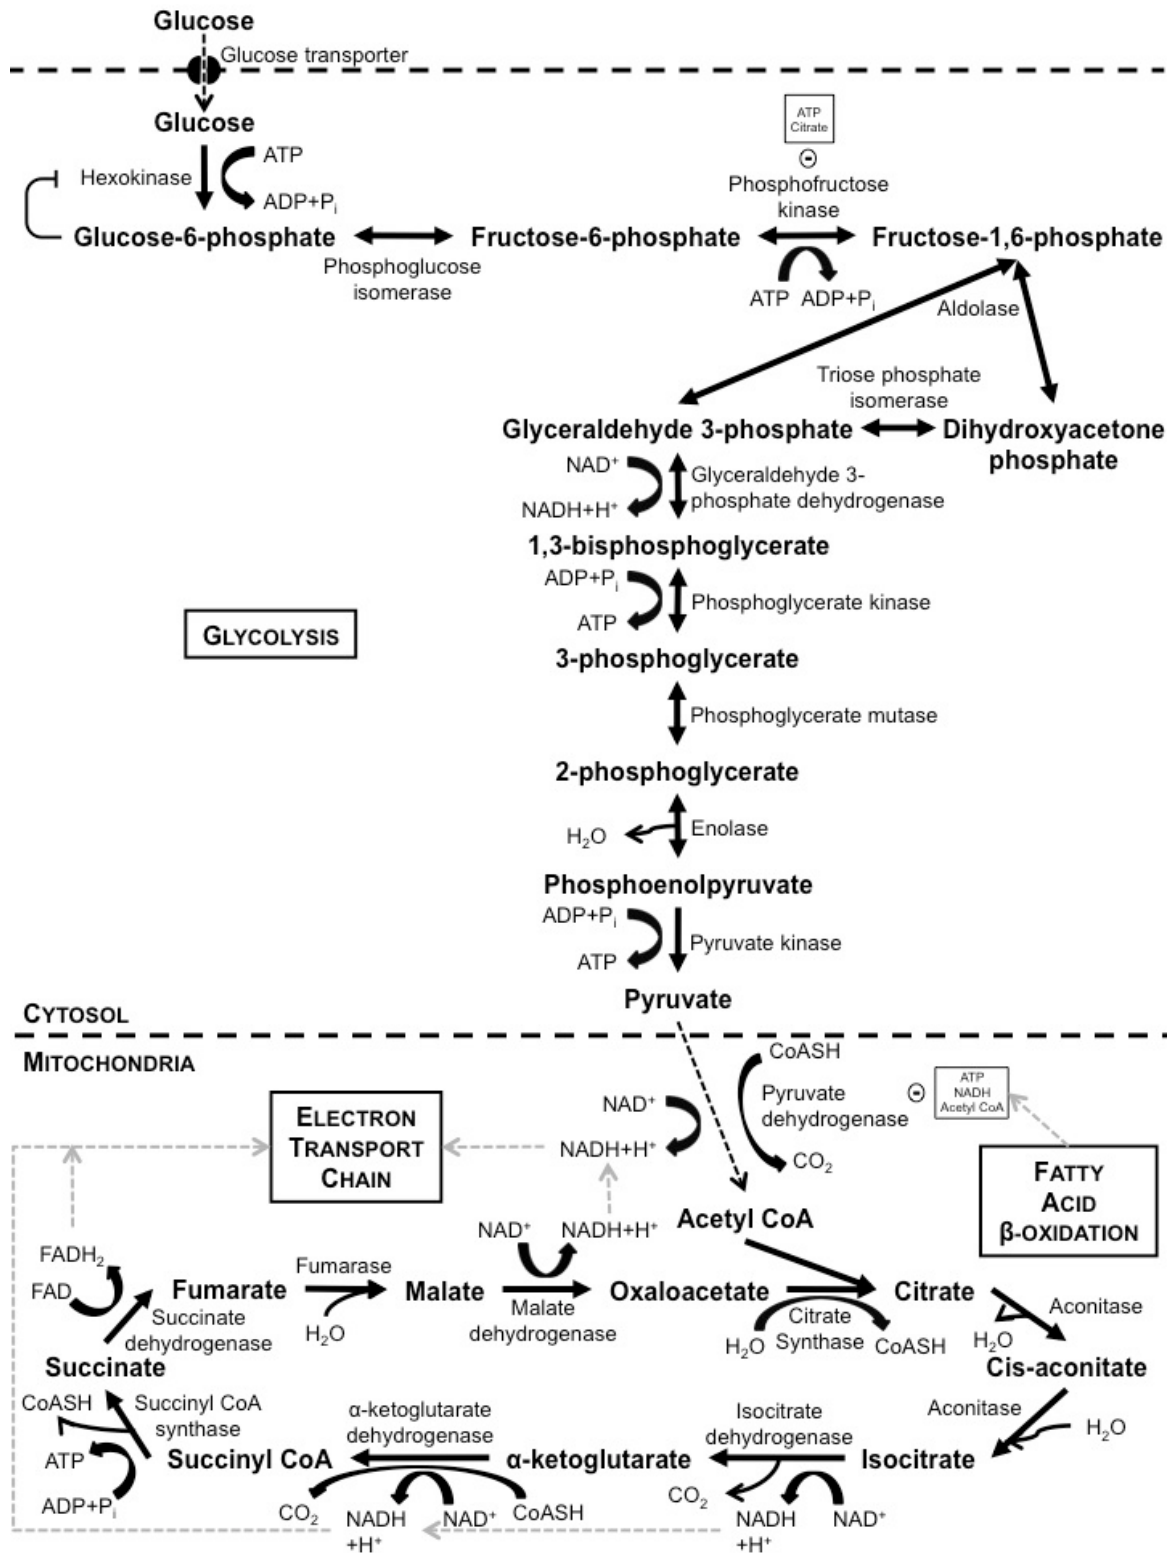 Glucose
Glucose transporter
Glucose
ATP
Hexokinase
ADP+Pi
ATP
Citrate
-
Phosphofructose
kinase
Glucose-6-phosphate
Fructose-6-phosphate
Fructose-1,6-phosphate
Phosphoglucose
isomerase
ATP
ADP+Pi
Aldolase
Triose phosphate
isomerase
Glyceraldehyde 3-phosphate
Dihydroxyacetone
phosphate
NAD+
NADH+H+
Glyceraldehyde 3-
phosphate dehydrogenase
1,3-bisphosphoglycerate
ADP+Pi
ATP
Phosphoglycerate kinase
GLYCOLYSIS
3-phosphoglycerate
Phosphoglycerate mutase
2-phosphoglycerate
H2O
Enolase
Phosphoenolpyruvate
ADP+Pi
ATP
Pyruvate kinase
Pyruvate
CYTOSOL
MITOCHONDRIA
CoASH
Pyruvate
dehydrogenase
-
ATP
NADH
Acetyl CoA
NAD+
NADH+H+
CO2
ELECTRON
TRANSPORT
CHAIN
FATTY
ACID
β-OXIDATION
NAD+
NADH+H+
Acetyl CoA
FADH2
FAD
Fumarate
Fumarase
H2O
Malate
Malate
dehydrogenase
Oxaloacetate
H2O
Citrate
Synthase
CoASH
Citrate
Aconitase
H2O
Succinate
dehydrogenase
Succinate
Cis-aconitate
CoASH
Succinyl CoA
synthase
α-ketoglutarate
dehydrogenase
Isocitrate
dehydrogenase
Aconitase
H2O
ATP
ADP+Pi
Succinyl CoA
α-ketoglutarate
Isocitrate
CO2
NADH
+H+
NAD+
CoASH
CO2
NADH
+H+
NAD+